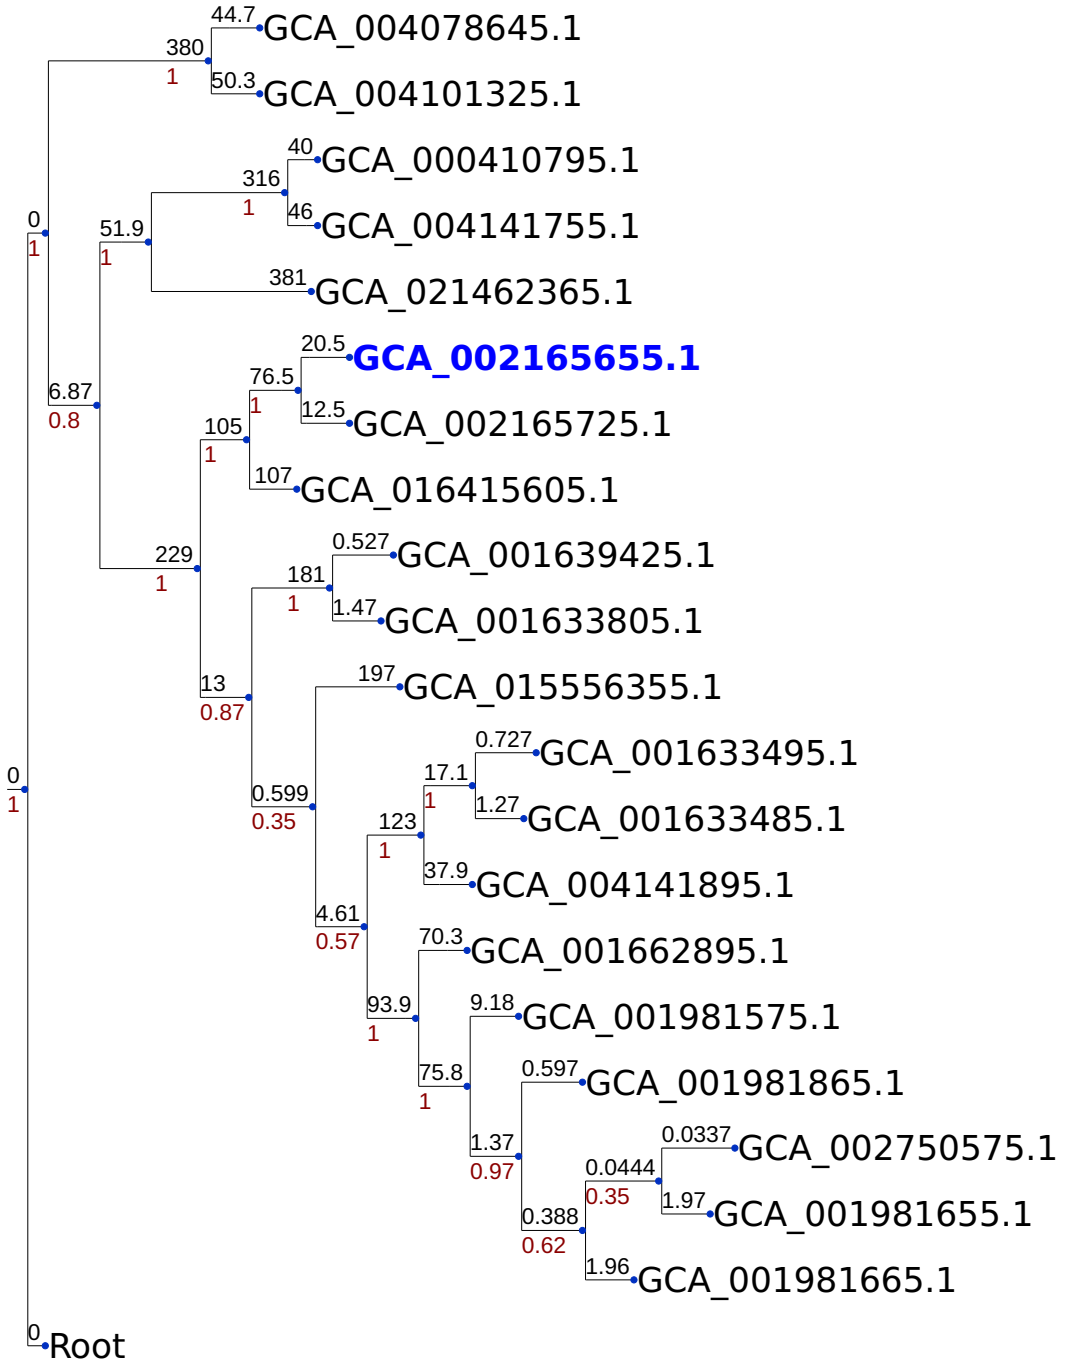 44.7
GCA_004078645.1
380
1
50.3
GCA_004101325.1
40
GCA_000410795.1
316
1
46
GCA_004141755.1
0
1
51.9
1
381
GCA_021462365.1
20.5
GCA_002165655.1
76.5
1
6.87
0.8
12.5
GCA_002165725.1
105
1
107
GCA_016415605.1
229
1
0.527
GCA_001639425.1
181
1
1.47
GCA_001633805.1
13
0.87
197
GCA_015556355.1
0.727
GCA_001633495.1
0
1
17.1
1
0.599
0.35
1.27
GCA_001633485.1
123
1
37.9
GCA_004141895.1
4.61
0.57
70.3
GCA_001662895.1
93.9
1
9.18
GCA_001981575.1
75.8
1
0.597
GCA_001981865.1
1.37
0.97
0.0337
GCA_002750575.1
0.0444
0.35
1.97
GCA_001981655.1
0.388
0.62
1.96
GCA_001981665.1
0
Root